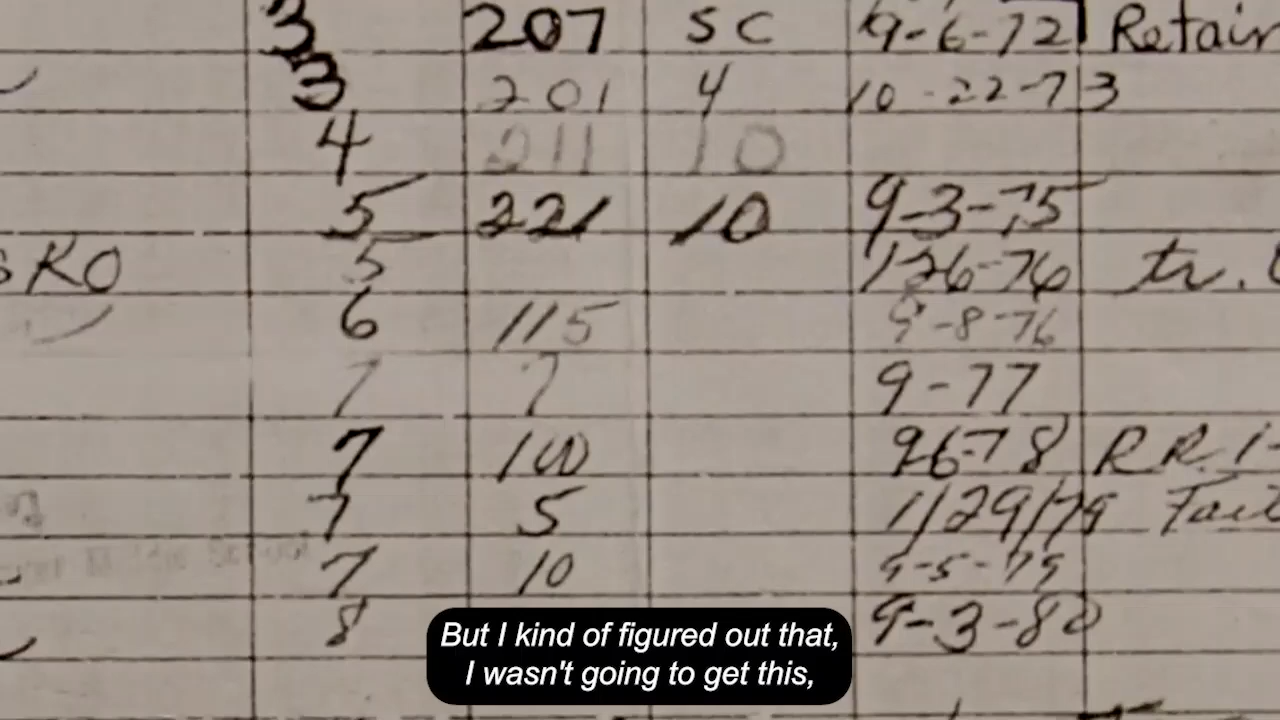 3 207 SC 9-6-72 Retain
3 201 4 10-22-73
4 211 10
5 221 10 9-3-75
RO 5 1-26-76 tr.
6 115 9-8-76
7 7 9-77
7 100 9-6-78 R.R.
7 5 1/29/79
7 10 9-5-79
8 9-3-80
But I kind of figured out that,
I wasn't going to get this,